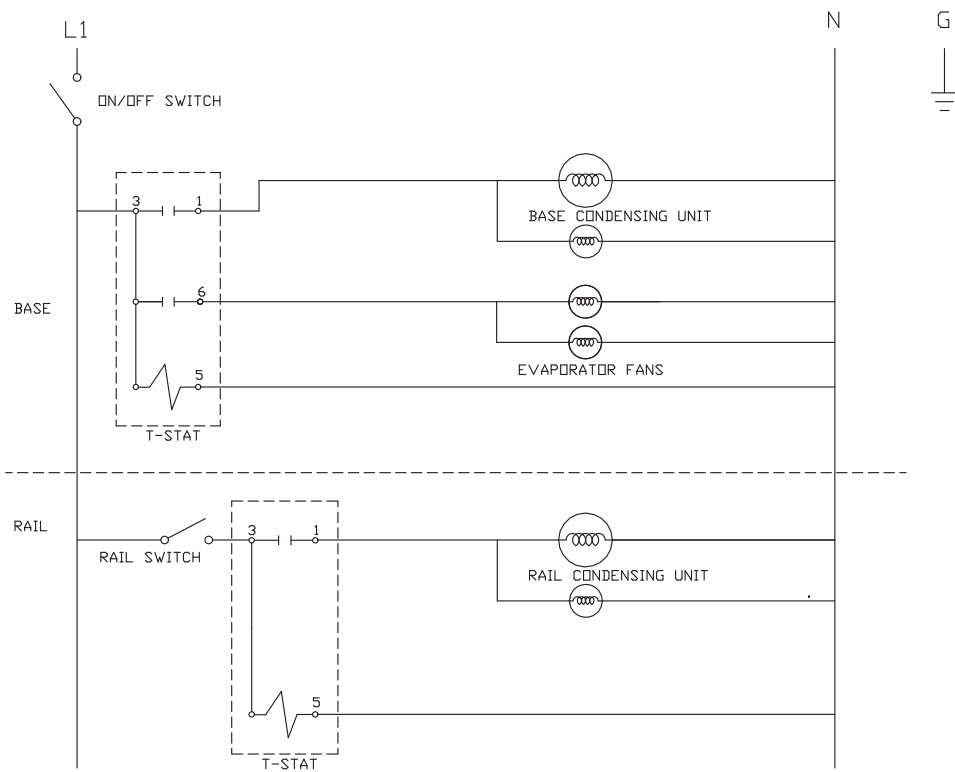 L1
N
G
ON/OFF SWITCH
3
1
BASE CONDENSING UNIT
6
BASE
EVAPORATOR FANS
5
T-STAT
RAIL
3
1
RAIL SWITCH
RAIL CONDENSING UNIT
5
T-STAT